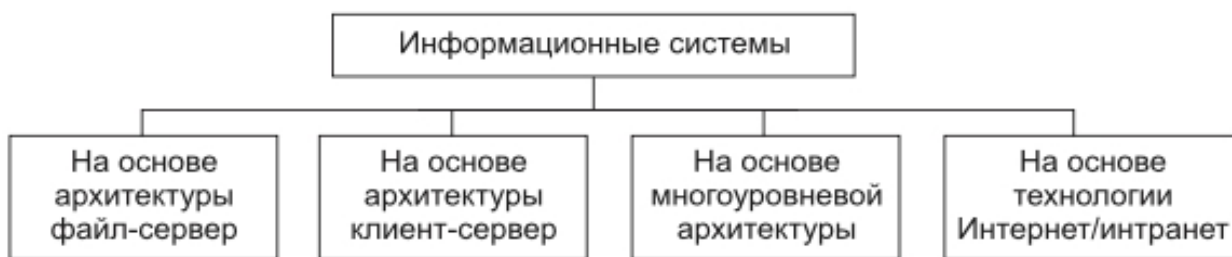 Информационные системы
На основе
архитектуры
файл-сервер
На основе
архитектуры
клиент-сервер
На основе
многоуровневой
архитектуры
На основе
технологии
Интернет/интранет